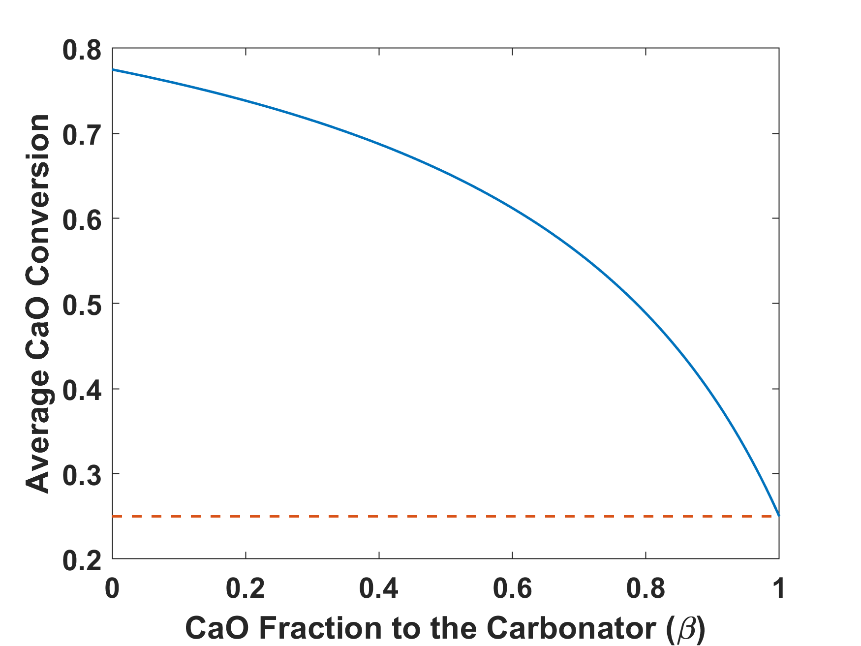 0.8
0.7
0.6
0.5
0.4
0.3
0.2
Average CaO Conversion
0 0.2 0.4 0.6 0.8 1
CaO Fraction to the Carbonator (β)